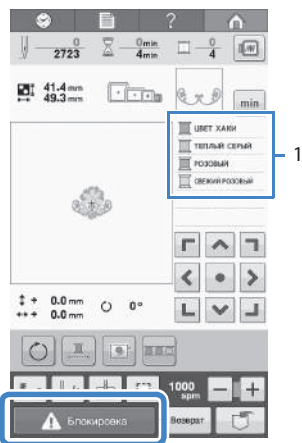 ?
0
2723
0min
4min
0
4
41.4 mm
49.3 mm
min
ЦВЕТ ХАКИ
ТЕПЛЫЙ СЕРЫЙ
РОЗОВЫЙ
СВЕЖИЙ РОЗОВЫЙ
1
0.0 mm
0.0 mm
0°
1000
spm
Блокировка
Возврат